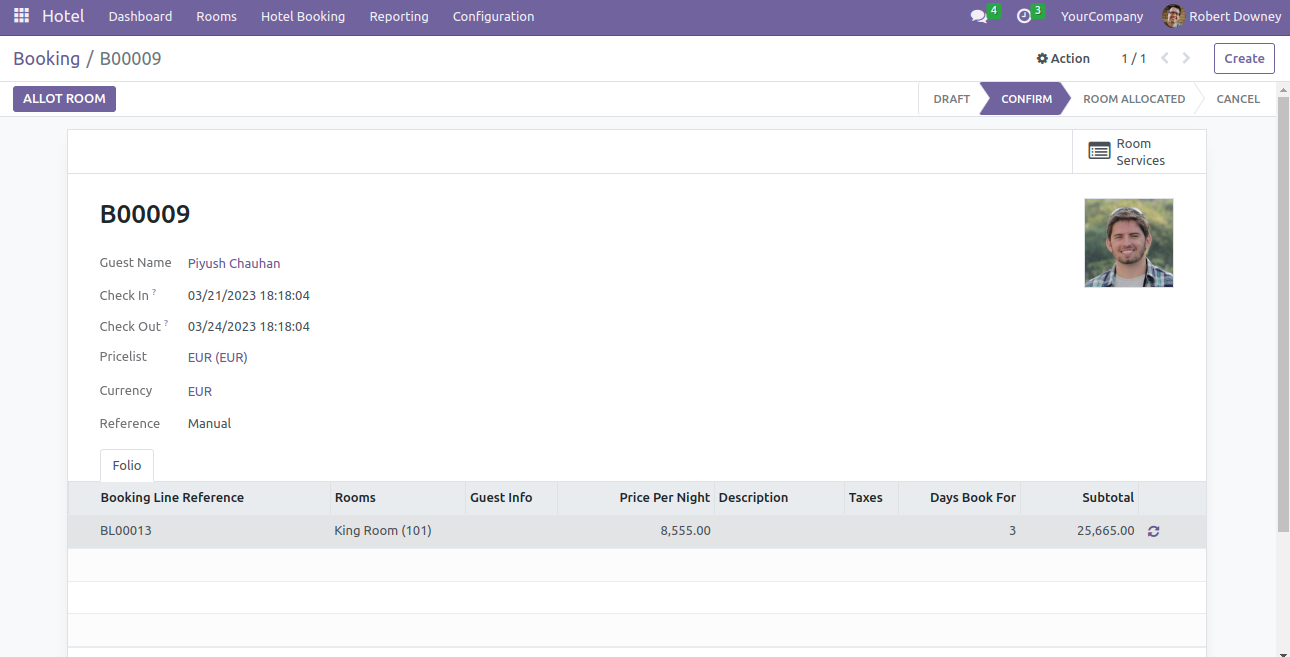 Hotel Dashboard Rooms Hotel Booking Reporting Configuration 4 3 YourCompany Robert Downey
Booking / B00009 Action 1 / 1 Create
ALLOT ROOM DRAFT CONFIRM ROOM ALLOCATED CANCEL
Room
Services
B00009
Guest Name Piyush Chauhan
Check In ? 03/21/2023 18:18:04
Check Out ? 03/24/2023 18:18:04
Pricelist EUR (EUR)
Currency EUR
Reference Manual
Folio
Booking Line Reference Rooms Guest Info Price Per Night Description Taxes Days Book For Subtotal
BL00013 King Room (101) 8,555.00 3 25,665.00